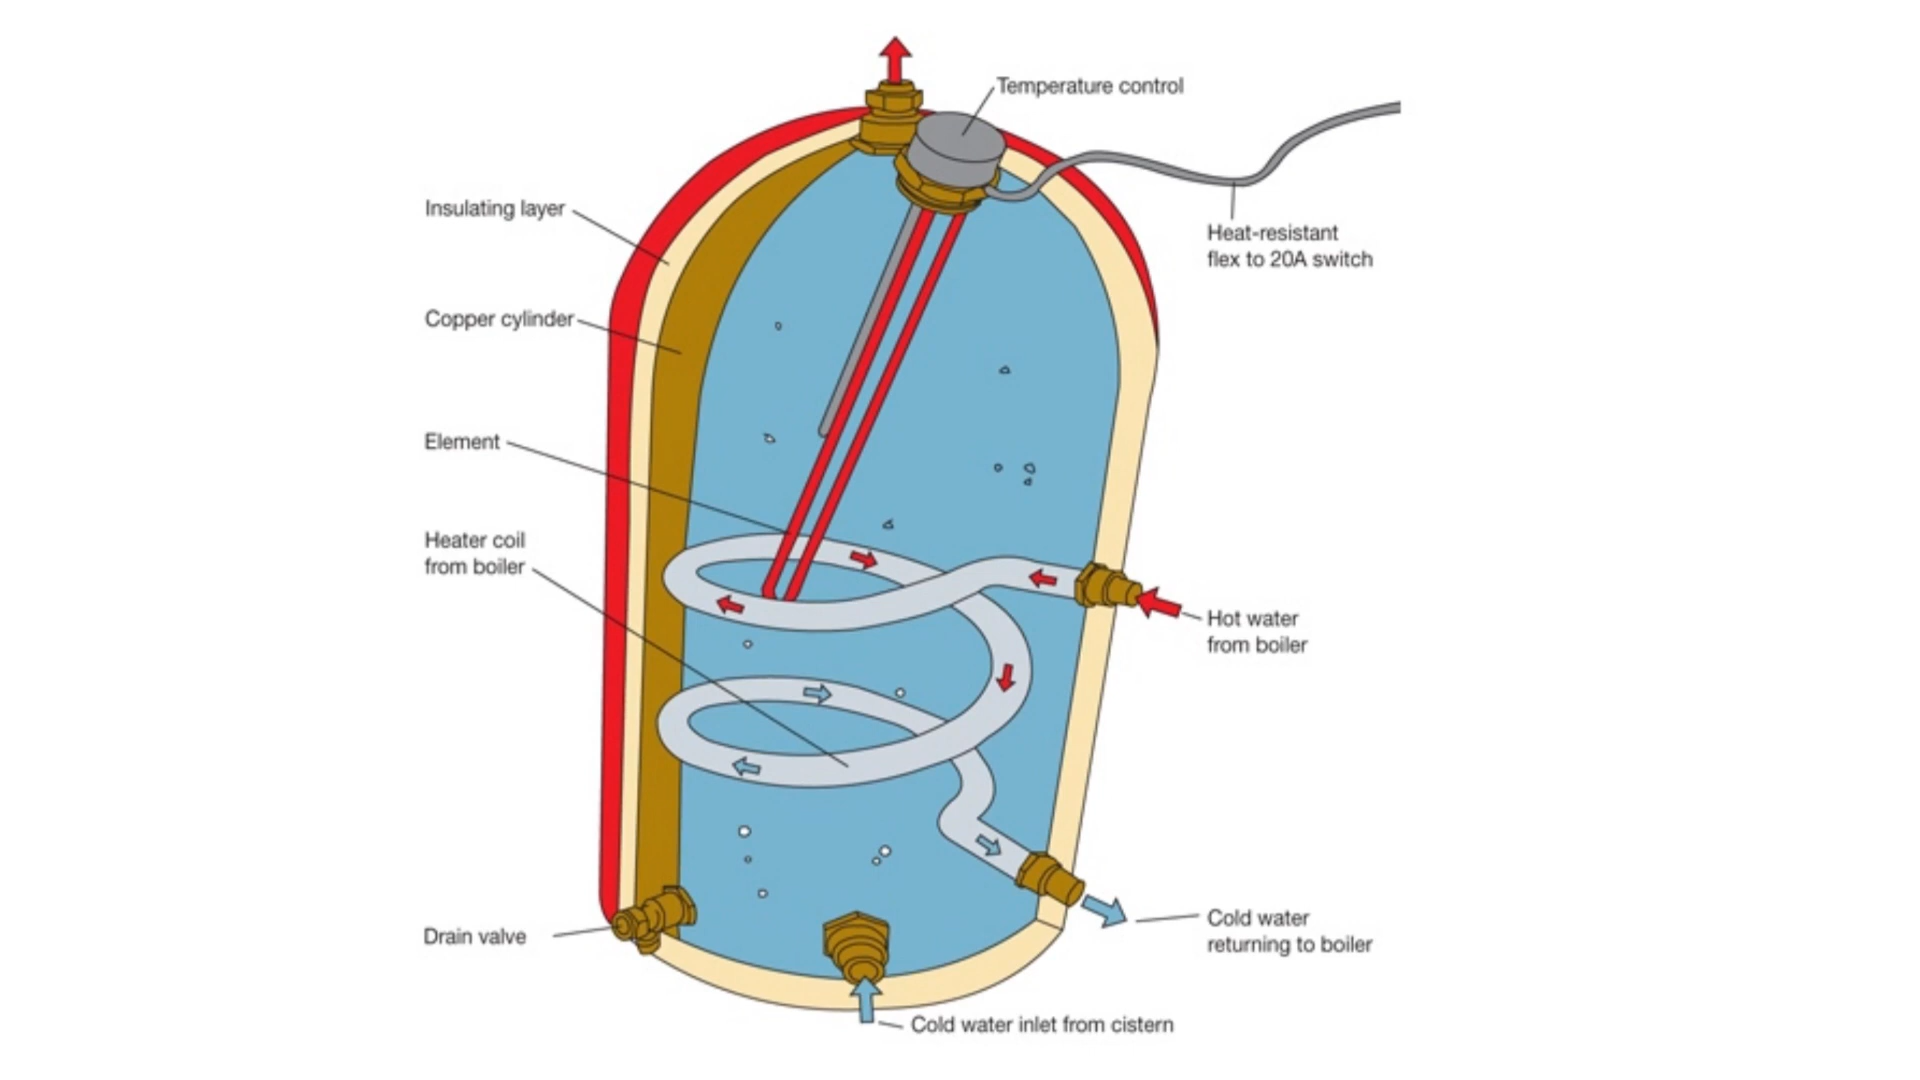 Temperature control
Insulating layer
Heat-resistant
flex to 20A switch
Copper cylinder
Element
Heater coil
from boiler
Hot water
from boiler
Drain valve
Cold water
returning to boiler
Cold water inlet from cistern